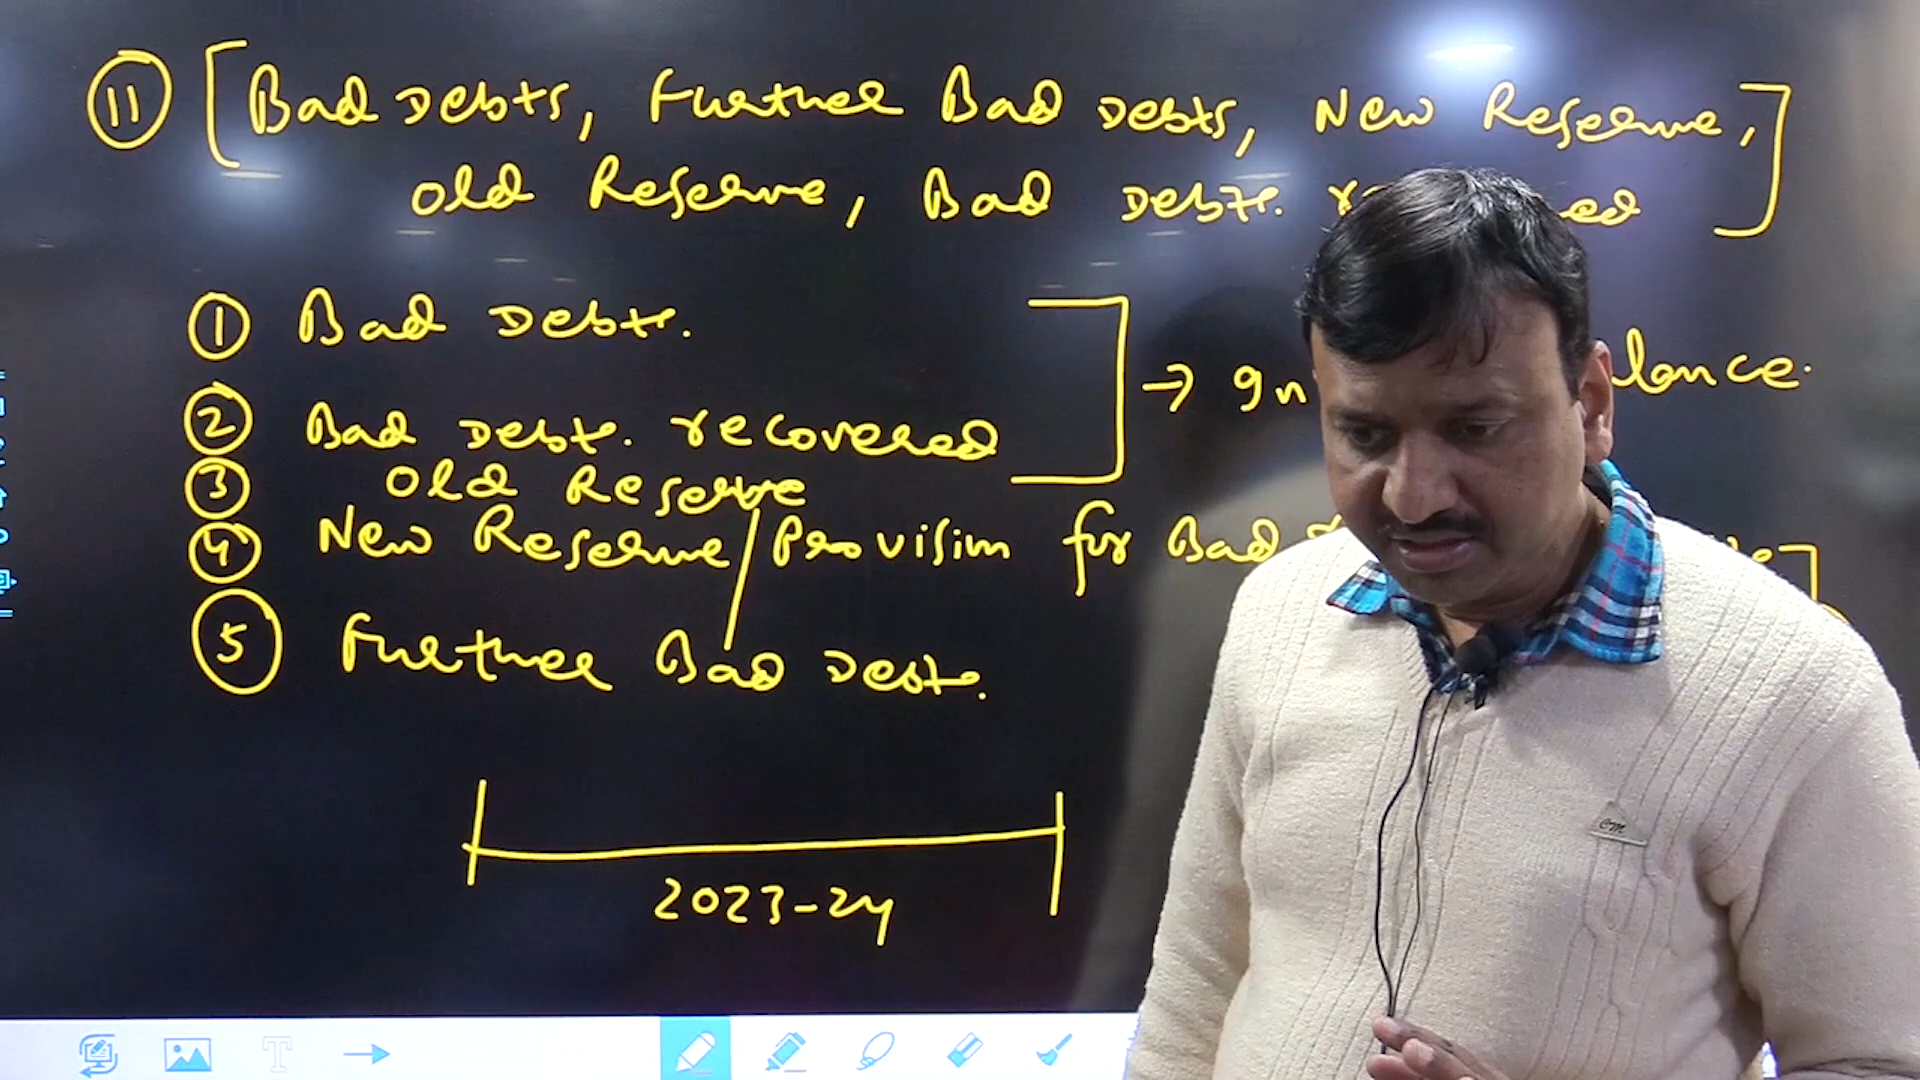 11 [Bad Debts, Further Bad Debts, New Reserve,
Old Reserve, Bad Debts.]
1 Bad Debts.
→ In
2 Bad Debts. recovered
3 Old Reserve
4 New Reserve / Provision for Bad
5 Further Bad Debts.
2023-24
T